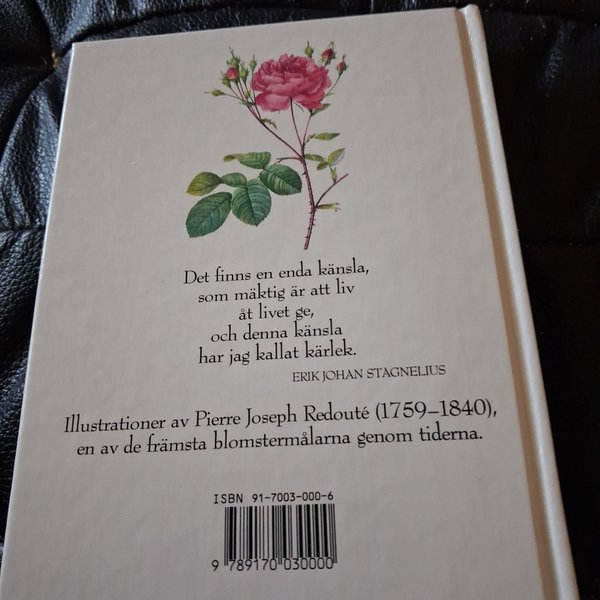 Det finns en enda känsla,
som mäktig är att liv
åt livet ge,
och denna känsla
har jag kallat kärlek.
ERIK JOHAN STAGNELIUS
Illustrationer av Pierre Joseph Redouté (1759–1840),
en av de främsta blomstermålarna genom tiderna.
ISBN 91-7003-000-6
9 789170 030000